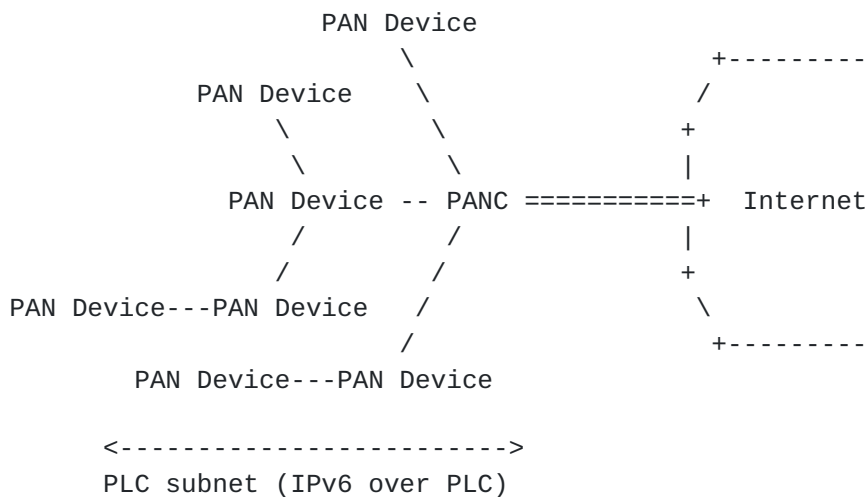 PAN Device
PAN Device
PAN Device -- PANC ===========+ Internet
PAN Device---PAN Device
PAN Device---PAN Device
<-------------------------->
PLC subnet (IPv6 over PLC)